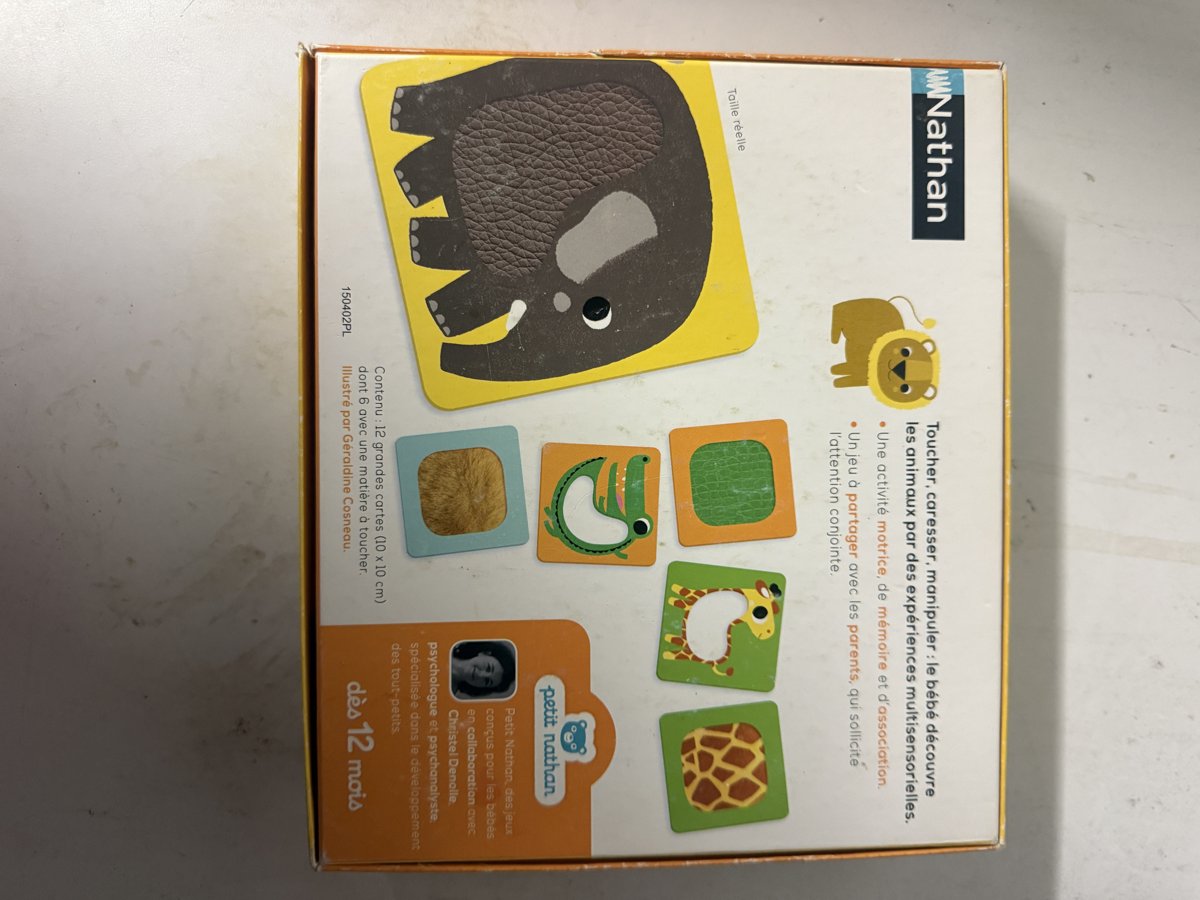 Nathan
Taille réelle
Toucher, caresser, manipuler : le bébé découvre
les animaux par des expériences multisensorielles.
• Une activité motrice, de mémoire et d'association.
• Un jeu à partager avec les parents, qui sollicite
l'attention conjointe.
150402PL
Contenu : 12 grandes cartes (10 x 10 cm)
dont 6 avec une matière à toucher.
Illustré par Géraldine Cosneau.
petit nathan
Petit Nathan, des jeux
conçus pour les bébés
en collaboration avec
Christel Denolle,
psychologue et psychanalyste
spécialisée dans le développement
des tout-petits.
dès 12 mois